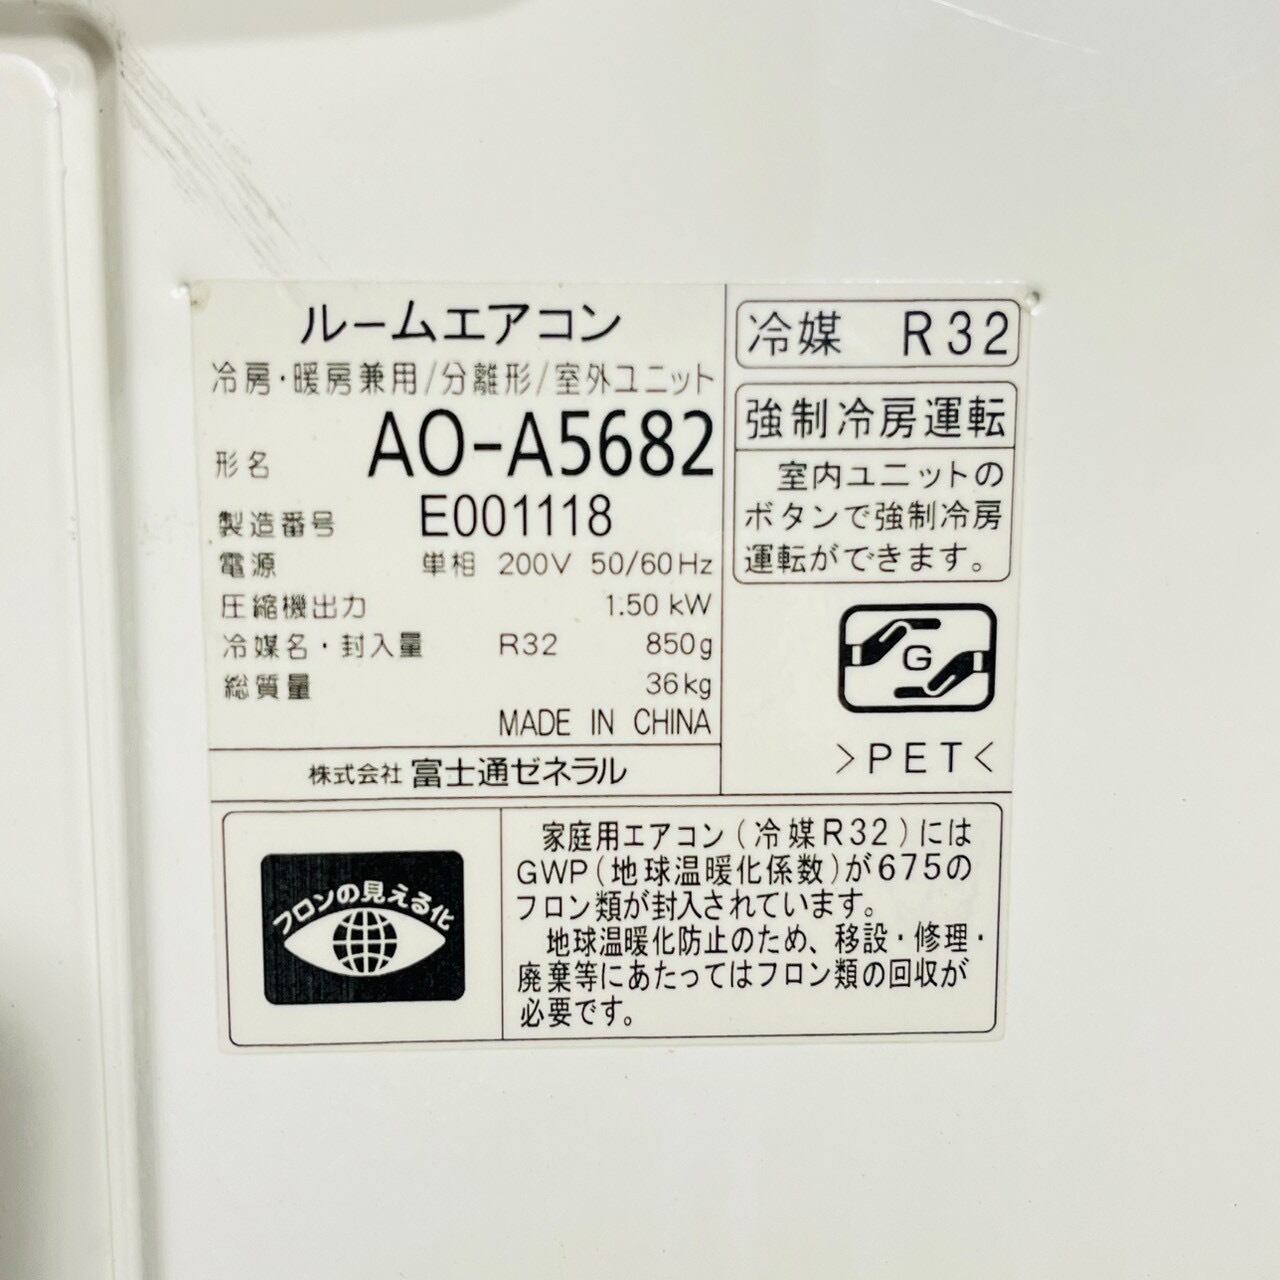 ルームエアコン
冷房・暖房兼用/分離形/室外ユニット
形名 AO-A5682
製造番号 E001118
電源 単相 200V 50/60Hz
圧縮機出力 1.50 kW
冷媒名・封入量 R32 850g
総質量 36kg
MADE IN CHINA
株式会社 富士通ゼネラル
冷媒 R32
強制冷房運転
室内ユニットの
ボタンで強制冷房
運転ができます。
G
>PET<
フロンの見える化
家庭用エアコン(冷媒R32)には
GWP(地球温暖化係数)が675の
フロン類が封入されています。
地球温暖化防止のため、移設・修理・
廃棄等にあたってはフロン類の回収が
必要です。